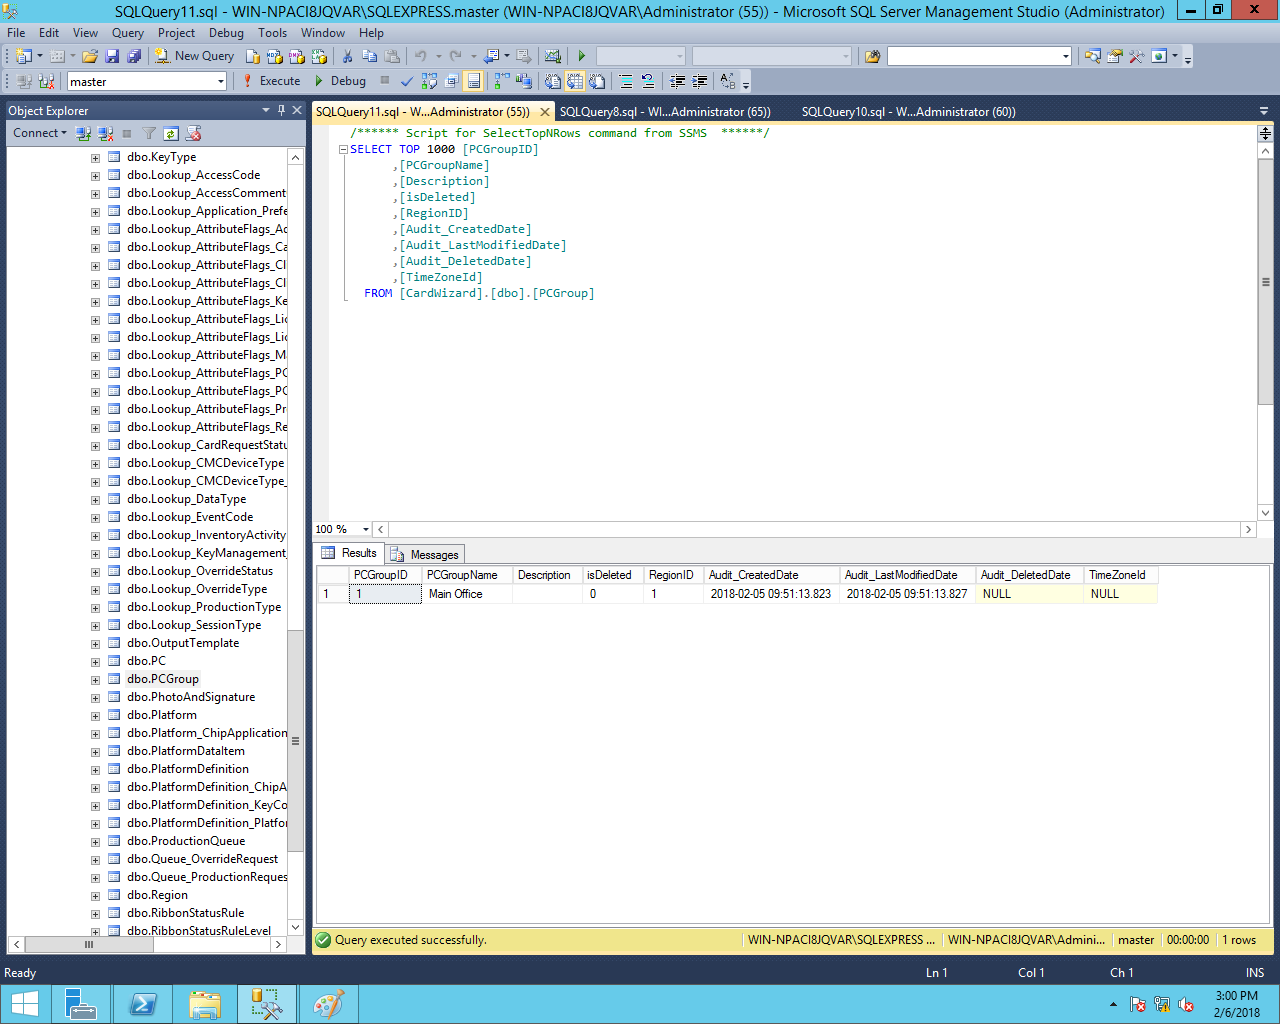 SQLQuery11.sql - WIN-NPACI8JQVAR\SQLEXPRESS.master (WIN-NPACI8JQVAR\Administrator (55)) - Microsoft SQL Server Management Studio (Administrator)
File Edit View Query Project Debug Tools Window Help
New Query
master Execute Debug
Object Explorer
SQLQuery11.sql - W...Administrator (55)) SQLQuery8.sql - WI...Administrator (65)) SQLQuery10.sql - W...Administrator (60))
Connect
dbo.KeyType
dbo.Lookup_AccessCode
dbo.Lookup_AccessComment
dbo.Lookup_Application_Prefe
dbo.Lookup_AttributeFlags_Ac
dbo.Lookup_AttributeFlags_Ca
dbo.Lookup_AttributeFlags_Cl
dbo.Lookup_AttributeFlags_Cl
dbo.Lookup_AttributeFlags_Ke
dbo.Lookup_AttributeFlags_Lic
dbo.Lookup_AttributeFlags_Lic
dbo.Lookup_AttributeFlags_Ma
dbo.Lookup_AttributeFlags_PC
dbo.Lookup_AttributeFlags_PC
dbo.Lookup_AttributeFlags_Pr
dbo.Lookup_AttributeFlags_Re
dbo.Lookup_CardRequestStatu
dbo.Lookup_CMCDeviceType
dbo.Lookup_CMCDeviceType_
dbo.Lookup_DataType
dbo.Lookup_EventCode
dbo.Lookup_InventoryActivity
dbo.Lookup_KeyManagement_
dbo.Lookup_OverrideStatus
dbo.Lookup_OverrideType
dbo.Lookup_ProductionType
dbo.Lookup_SessionType
dbo.OutputTemplate
dbo.PC
dbo.PCGroup
dbo.PhotoAndSignature
dbo.Platform
dbo.Platform_ChipApplication
dbo.PlatformDataItem
dbo.PlatformDefinition
dbo.PlatformDefinition_ChipA
dbo.PlatformDefinition_KeyCo
dbo.PlatformDefinition_Platfor
dbo.ProductionQueue
dbo.Queue_OverrideRequest
dbo.Queue_ProductionReques
dbo.Region
dbo.RibbonStatusRule
dbo.RibbonStatusRuleLevel
/****** Script for SelectTopNRows command from SSMS ******/
SELECT TOP 1000 [PCGroupID]
,[PCGroupName]
,[Description]
,[isDeleted]
,[RegionID]
,[Audit_CreatedDate]
,[Audit_LastModifiedDate]
,[Audit_DeletedDate]
,[TimeZoneId]
FROM [CardWizard].[dbo].[PCGroup]
100 %
Results Messages
PCGroupID PCGroupName Description isDeleted RegionID Audit_CreatedDate Audit_LastModifiedDate Audit_DeletedDate TimeZoneId
1 1 Main Office 0 1 2018-02-05 09:51:13.823 2018-02-05 09:51:13.827 NULL NULL
Query executed successfully. WIN-NPACI8JQVAR\SQLEXPRESS ... WIN-NPACI8JQVAR\Admini... master 00:00:00 1 rows
Ready Ln 1 Col 1 Ch 1 INS
3:00 PM
2/6/2018